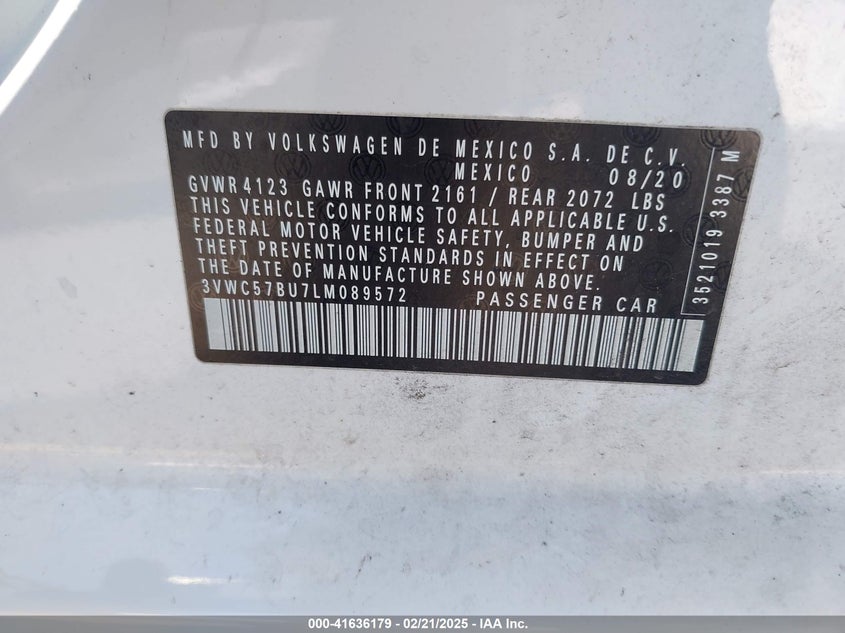 MFD BY VOLKSWAGEN DE MEXICO S.A. DE C.V.
MEXICO 08/20
GVWR 4123 GAWR FRONT 2161 / REAR 2072 LBS
THIS VEHICLE CONFORMS TO ALL APPLICABLE U.S.
FEDERAL MOTOR VEHICLE SAFETY, BUMPER AND
THEFT PREVENTION STANDARDS IN EFFECT ON
THE DATE OF MANUFACTURE SHOWN ABOVE.
3VWC57BU7LM089572 PASSENGER CAR
3521019 3387 M
000-41636179 - 02/21/2025 - IAA Inc.